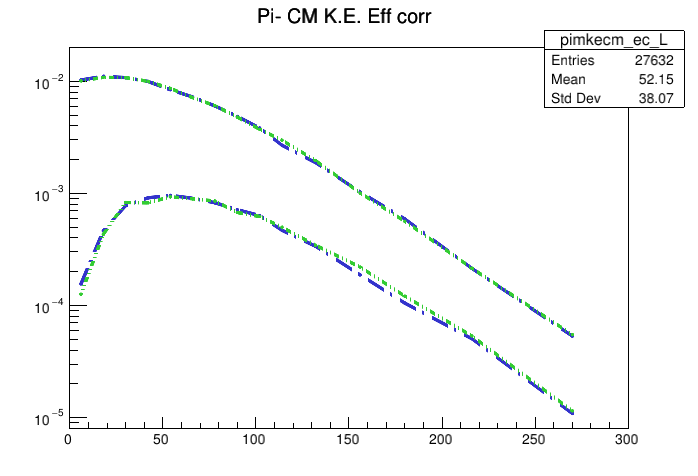 Pi- CM K.E. Eff corr
pimkecm_ec_L
Entries 27632
Mean 52.15
Std Dev 38.07
10−2
10−3
10−4
10−5
0 50 100 150 200 250 300